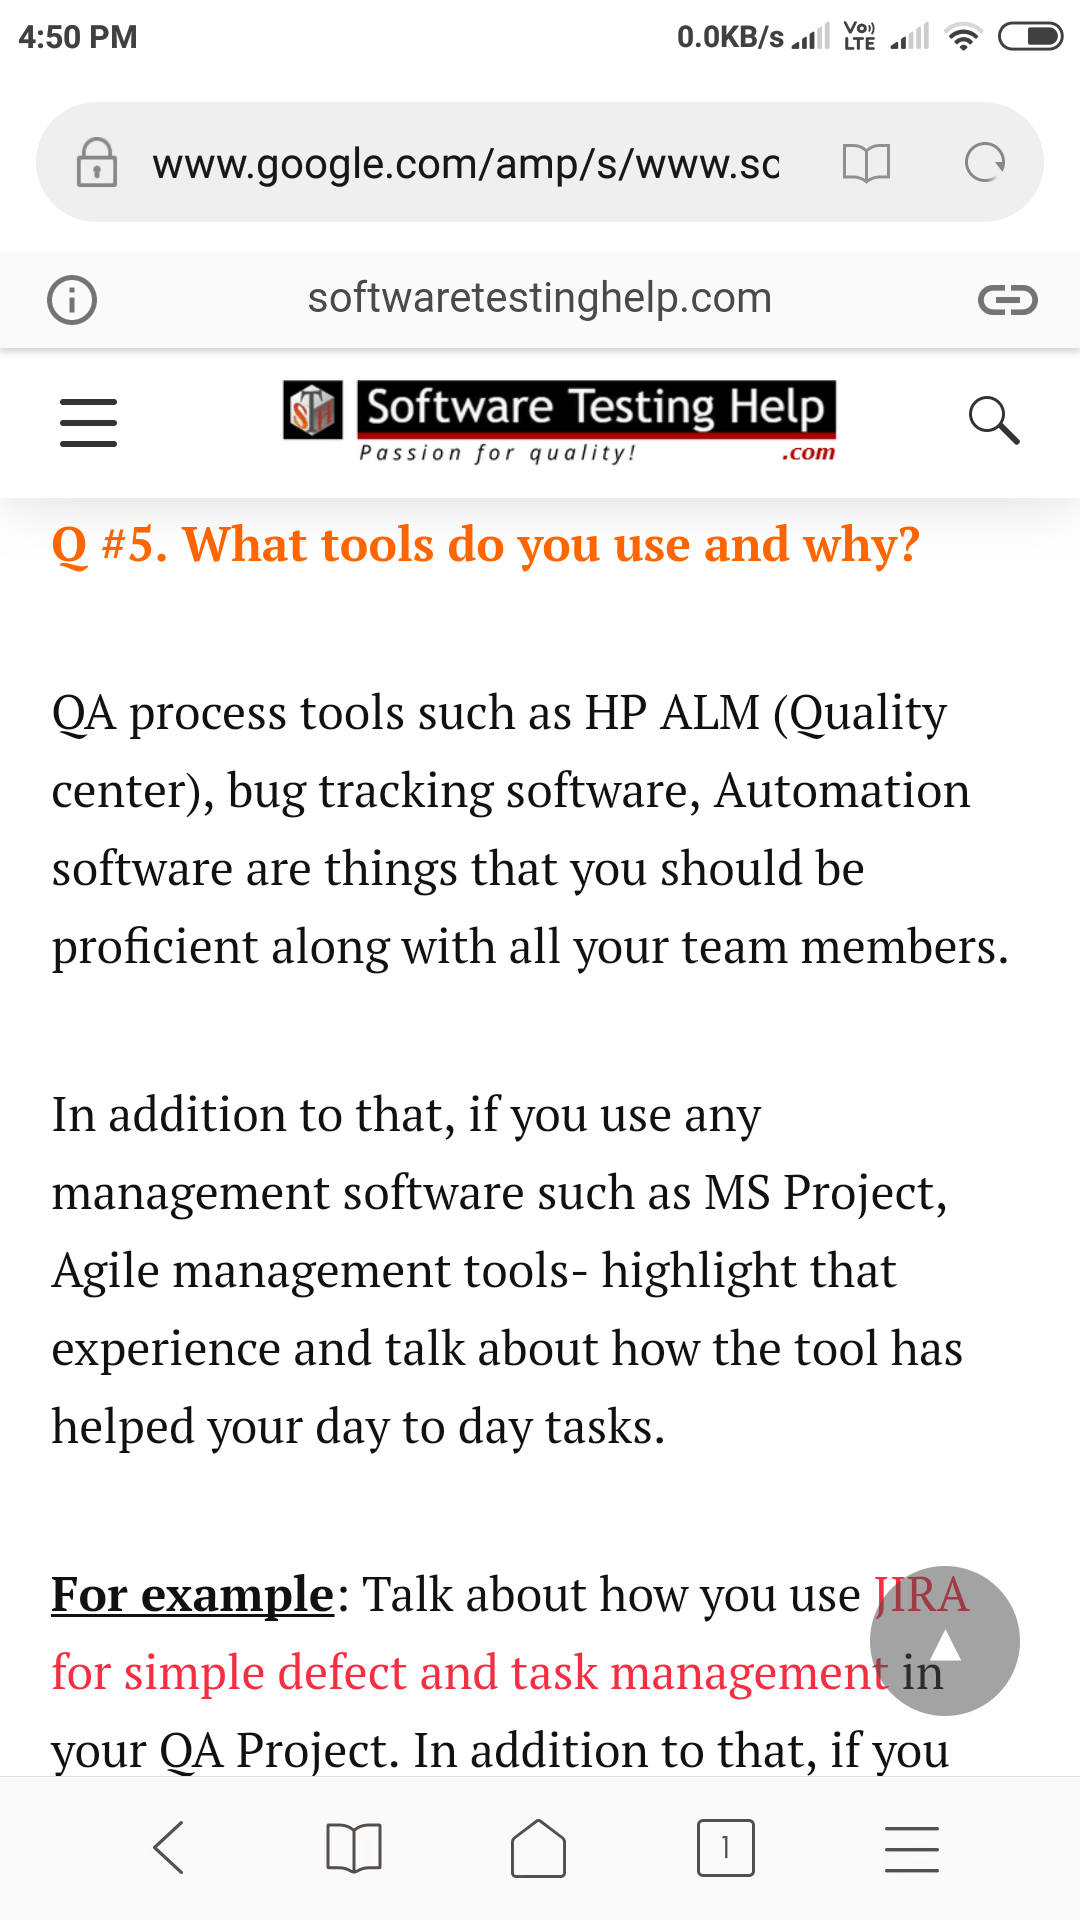 4:50 PM
0.0KB/s
Vo)) LTE
www.google.com/amp/s/www.so
softwaretestinghelp.com
STH Software Testing Help
Passion for quality! .com
Q #5. What tools do you use and why?
QA process tools such as HP ALM (Quality
center), bug tracking software, Automation
software are things that you should be
proficient along with all your team members.
In addition to that, if you use any
management software such as MS Project,
Agile management tools- highlight that
experience and talk about how the tool has
helped your day to day tasks.
For example: Talk about how you use JIRA
for simple defect and task management in
your QA Project. In addition to that, if you
1